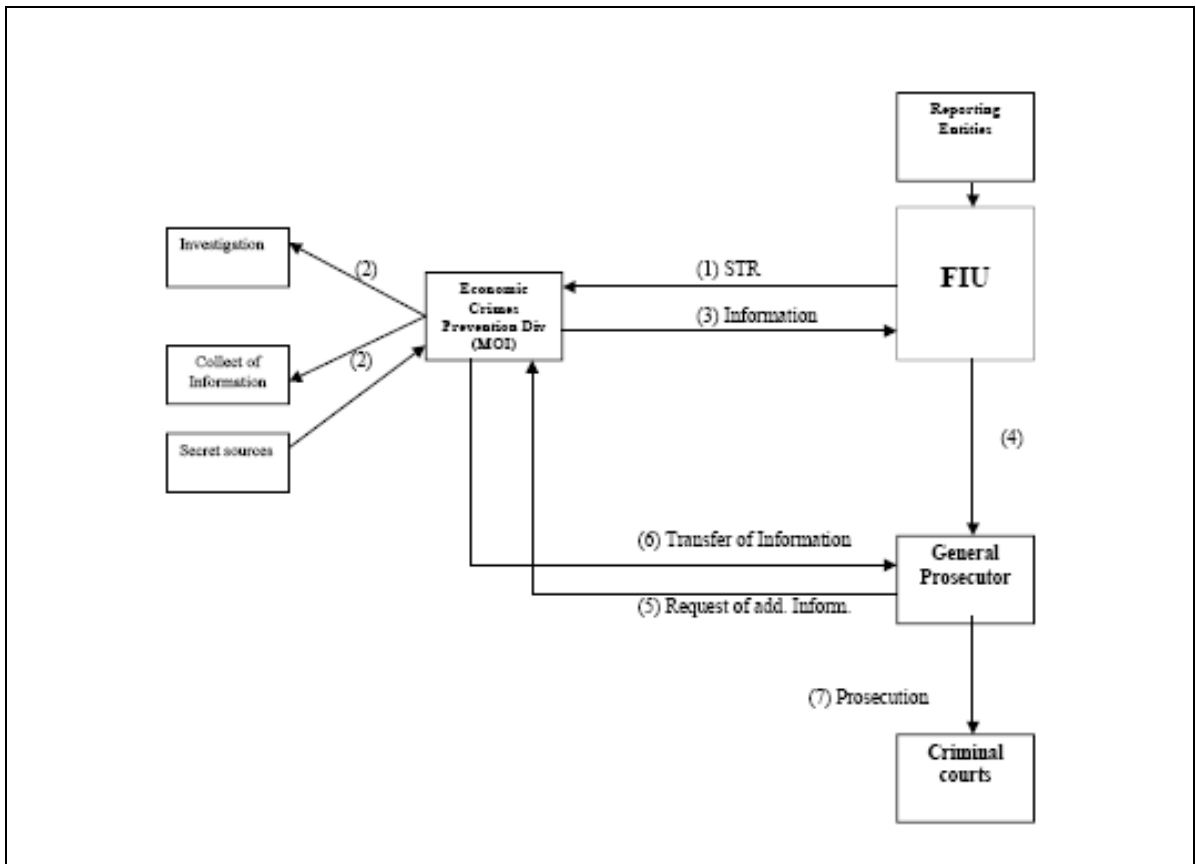 Reporting
Entities
FIU
(1) STR
(3) Information
Investigation
(2)
Economic
Crimes
Prevention Div
(MOI)
Collect of
Information
(2)
Secret sources
(4)
(6) Transfer of Information
(5) Request of add. Inform.
General
Prosecutor
(7) Prosecution
Criminal
courts